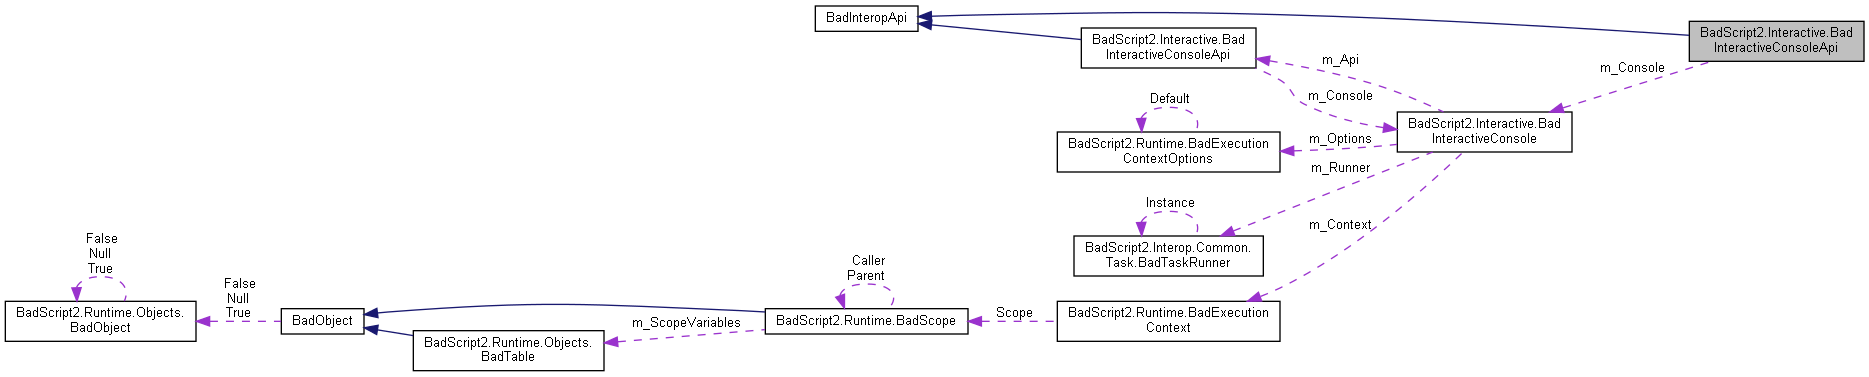 BadInteropApi
BadScript2.Interactive.Bad
InteractiveConsoleApi
BadScript2.Interactive.Bad
InteractiveConsoleApi
m_Api
m_Console
m_Console
Default
BadScript2.Interactive.Bad
InteractiveConsole
BadScript2.Runtime.BadExecution
ContextOptions
m_Options
m_Runner
Instance
m_Context
BadScript2.Interop.Common.
Task.BadTaskRunner
False
Null
True
Caller
Parent
False
Null
True
BadScript2.Runtime.Objects.
BadObject
BadObject
BadScript2.Runtime.BadScope
Scope
BadScript2.Runtime.BadExecution
Context
m_ScopeVariables
BadScript2.Runtime.Objects.
BadTable